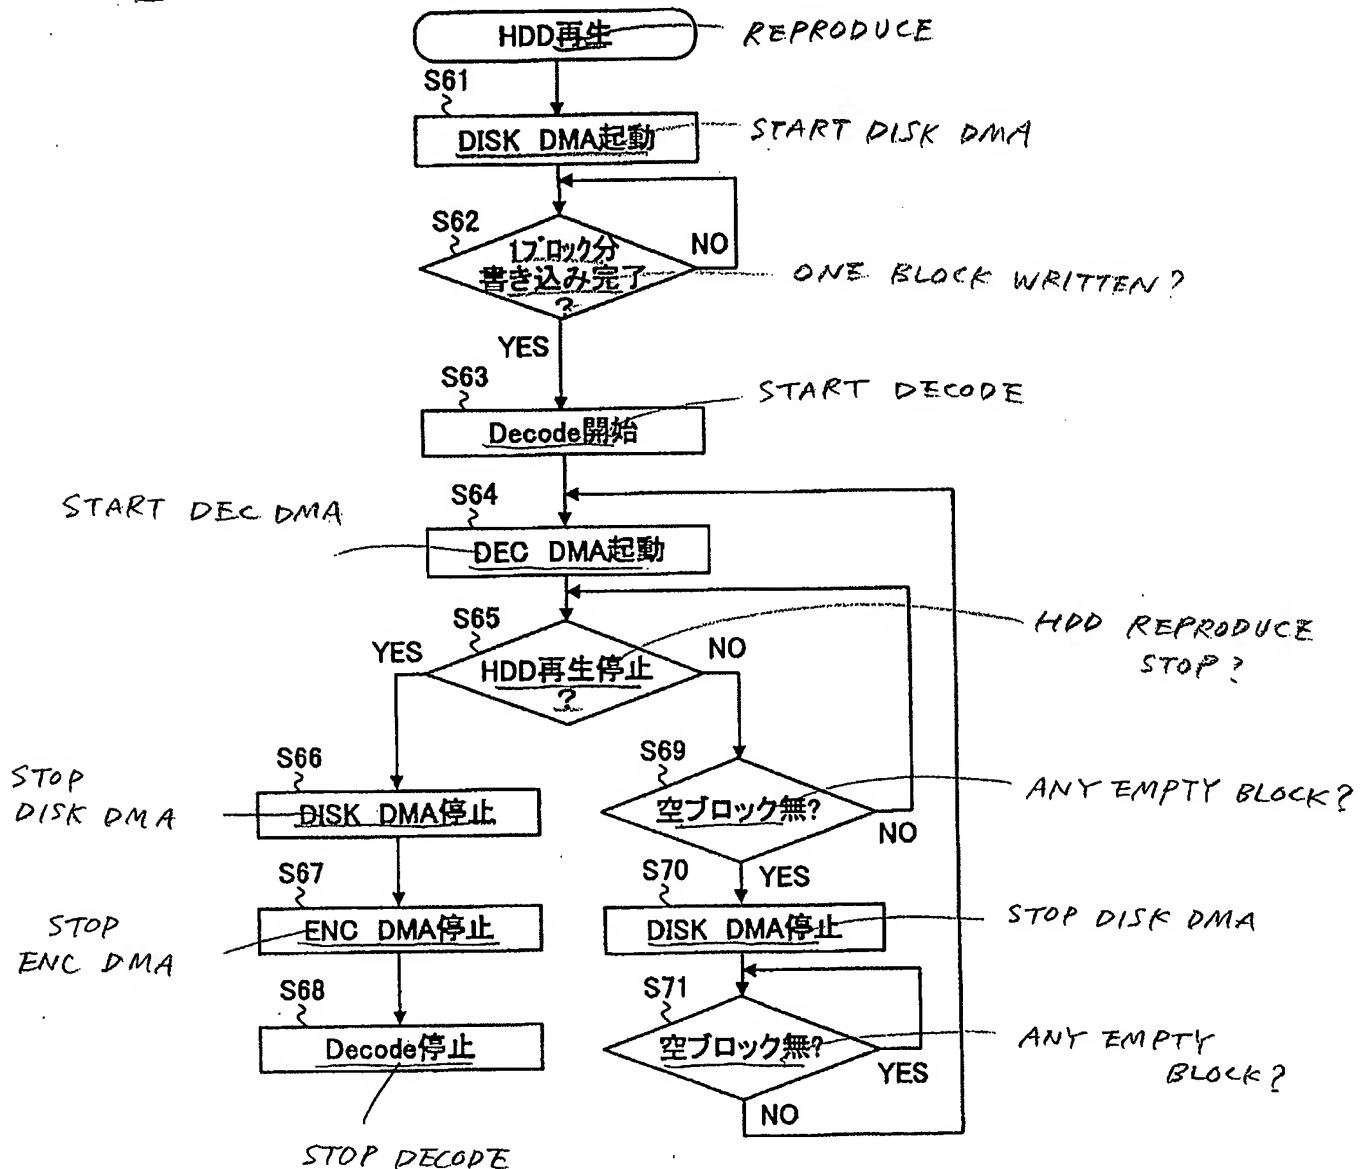 HDD再生
REPRODUCE
S61
DISK DMA起動
START DISK DMA
S62
1ブロック分
書き込み完了
?
NO
ONE BLOCK WRITTEN?
YES
S63
START DECODE
Decode開始
S64
START DEC DMA
DEC DMA起動
S65
YES
HDD再生停止
?
NO
HDD REPRODUCE
STOP?
S66
STOP
DISK DMA
DISK DMA停止
S69
空ブロック無?
NO
ANY EMPTY BLOCK?
YES
S67
STOP
ENC DMA
ENC DMA停止
S70
DISK DMA停止
STOP DISK DMA
S68
Decode停止
STOP DECODE
S71
空ブロック無?
YES
ANY EMPTY
BLOCK?
NO